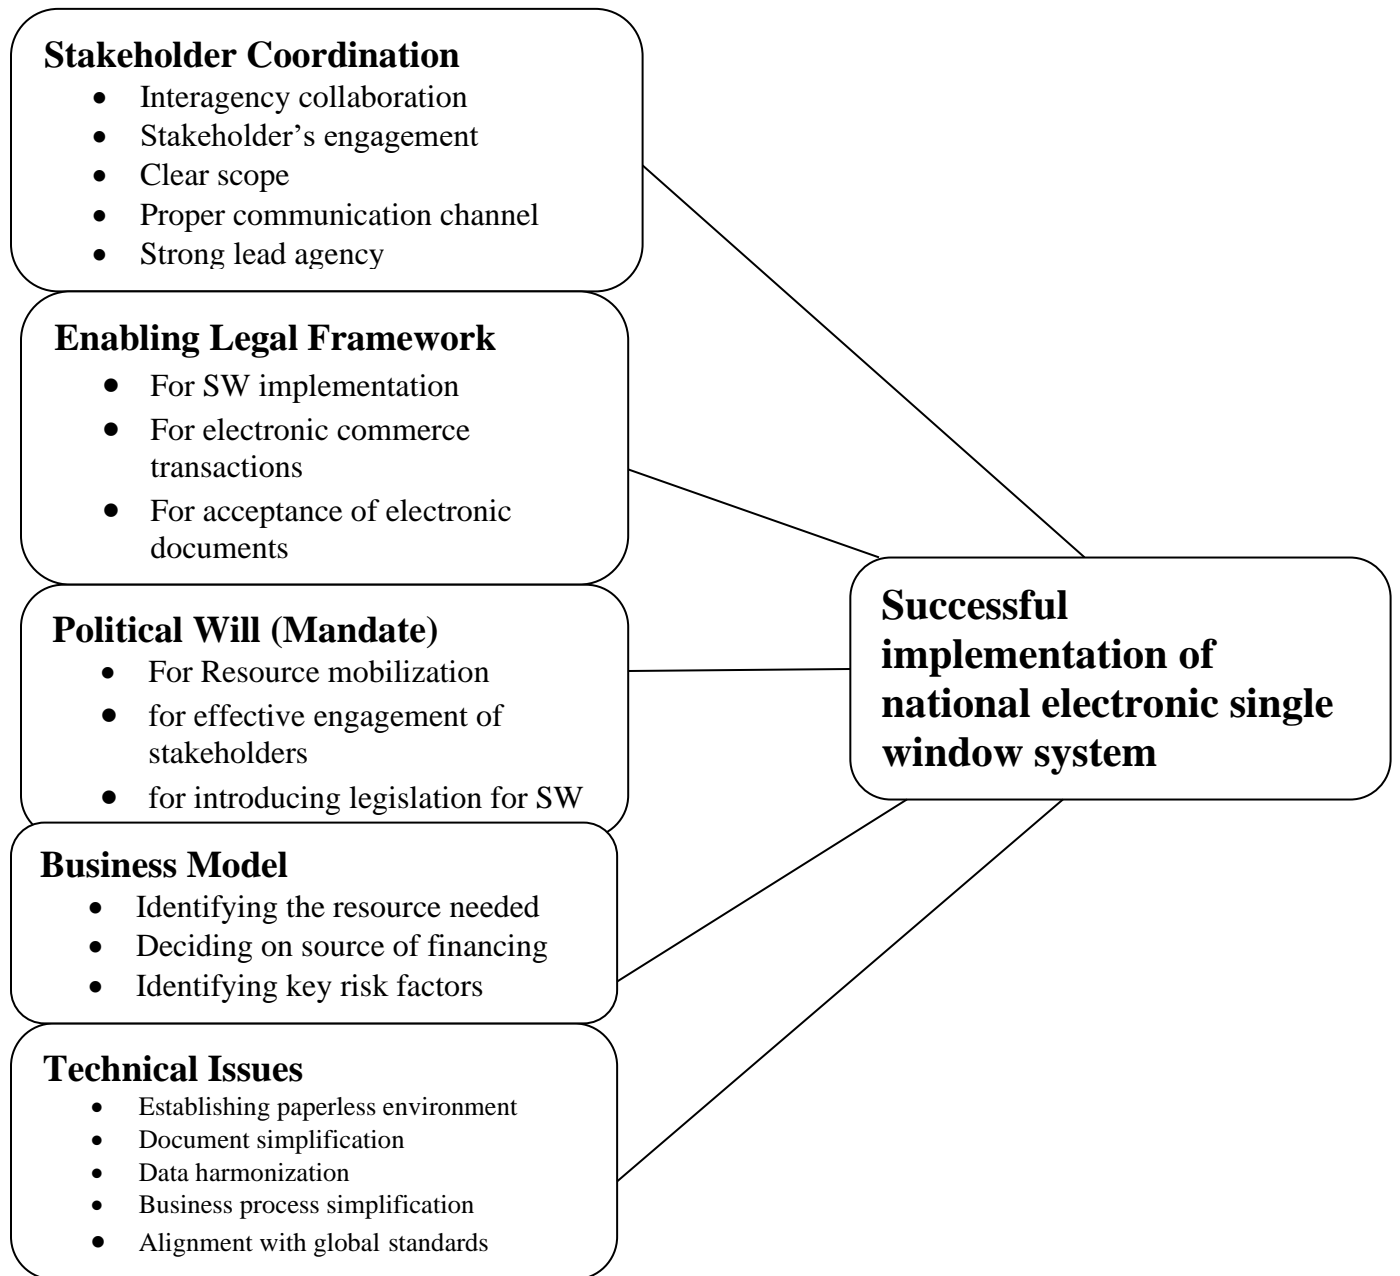 Stakeholder Coordination
• Interagency collaboration
• Stakeholder’s engagement
• Clear scope
• Proper communication channel
• Strong lead agency
Enabling Legal Framework
• For SW implementation
• For electronic commerce
transactions
• For acceptance of electronic
documents
Political Will (Mandate)
• For Resource mobilization
• for effective engagement of
stakeholders
• for introducing legislation for SW
Business Model
• Identifying the resource needed
• Deciding on source of financing
• Identifying key risk factors
Technical Issues
• Establishing paperless environment
• Document simplification
• Data harmonization
• Business process simplification
• Alignment with global standards
Successful
implementation of
national electronic single
window system